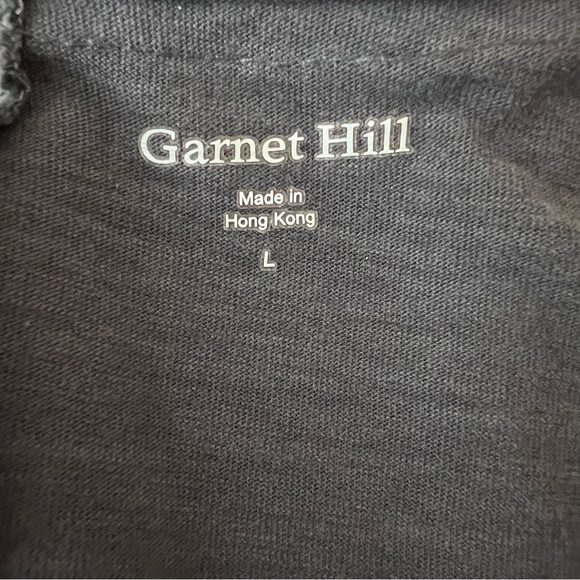 Garnet Hill
Made in
Hong Kong
L